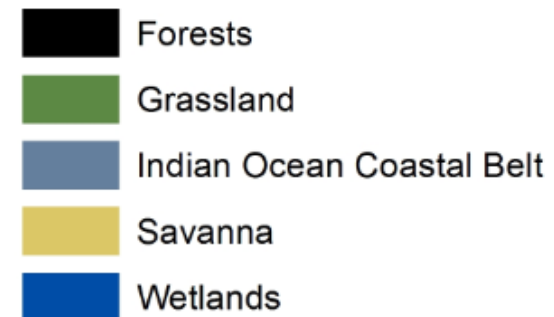 Forests
Grassland
Indian Ocean Coastal Belt
Savanna
Wetlands